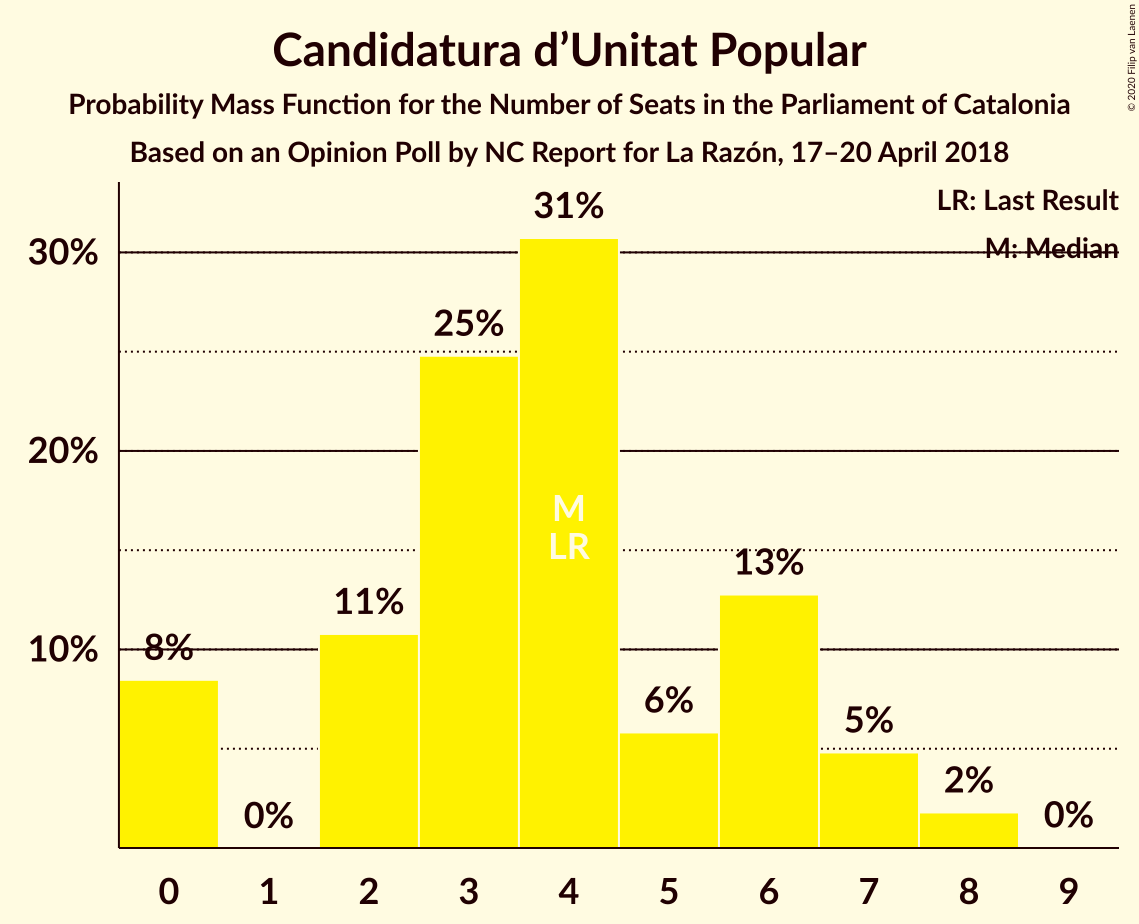 Candidatura d’Unitat Popular
Probability Mass Function for the Number of Seats in the Parliament of Catalonia
Based on an Opinion Poll by NC Report for La Razón, 17–20 April 2018
© 2020 Filip van Laenen
LR: Last Result
M: Median
30%
20%
10%
8%
0%
11%
25%
31%
M
LR
6%
13%
5%
2%
0%
0 1 2 3 4 5 6 7 8 9